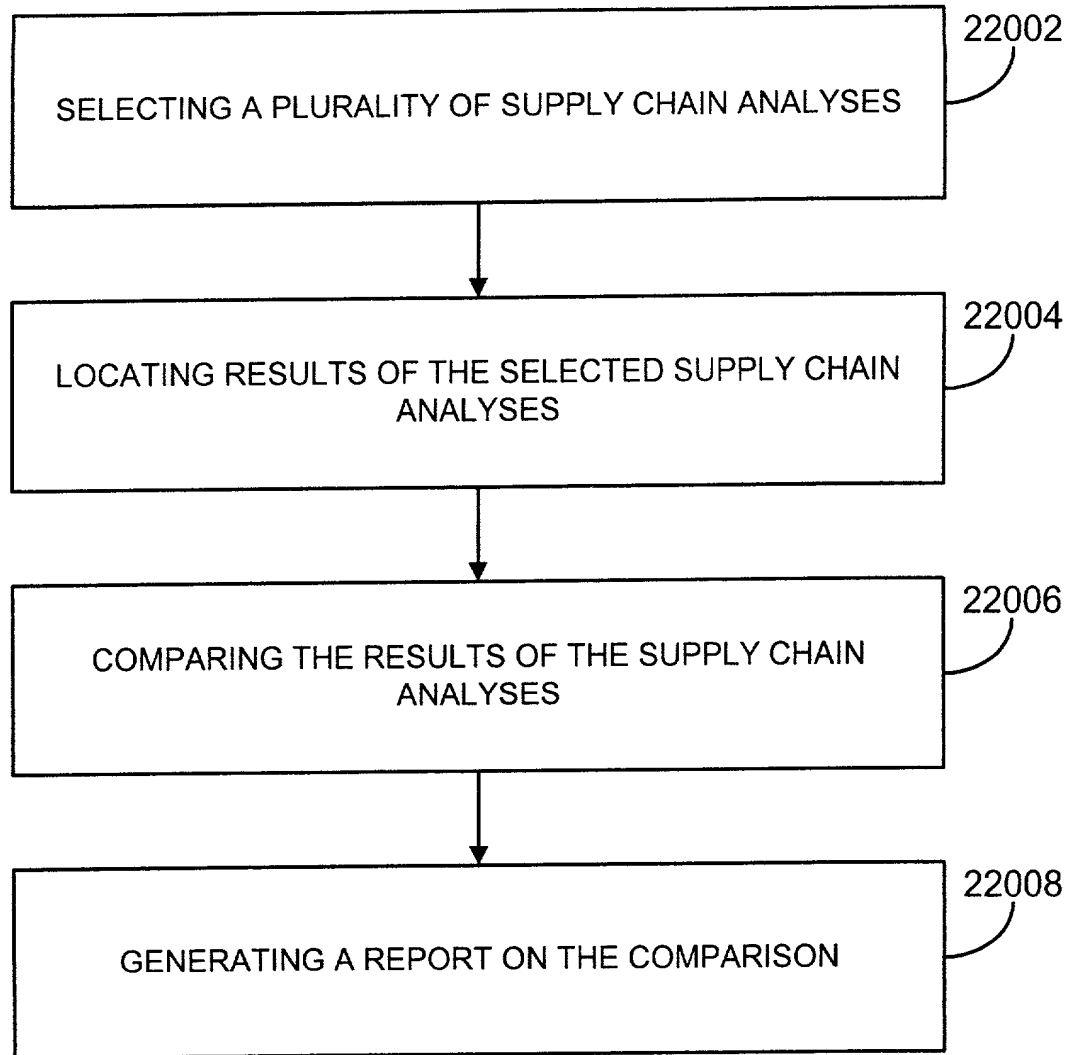 22002
SELECTING A PLURALITY OF SUPPLY CHAIN ANALYSES
22004
LOCATING RESULTS OF THE SELECTED SUPPLY CHAIN
ANALYSES
22006
COMPARING THE RESULTS OF THE SUPPLY CHAIN
ANALYSES
22008
GENERATING A REPORT ON THE COMPARISON